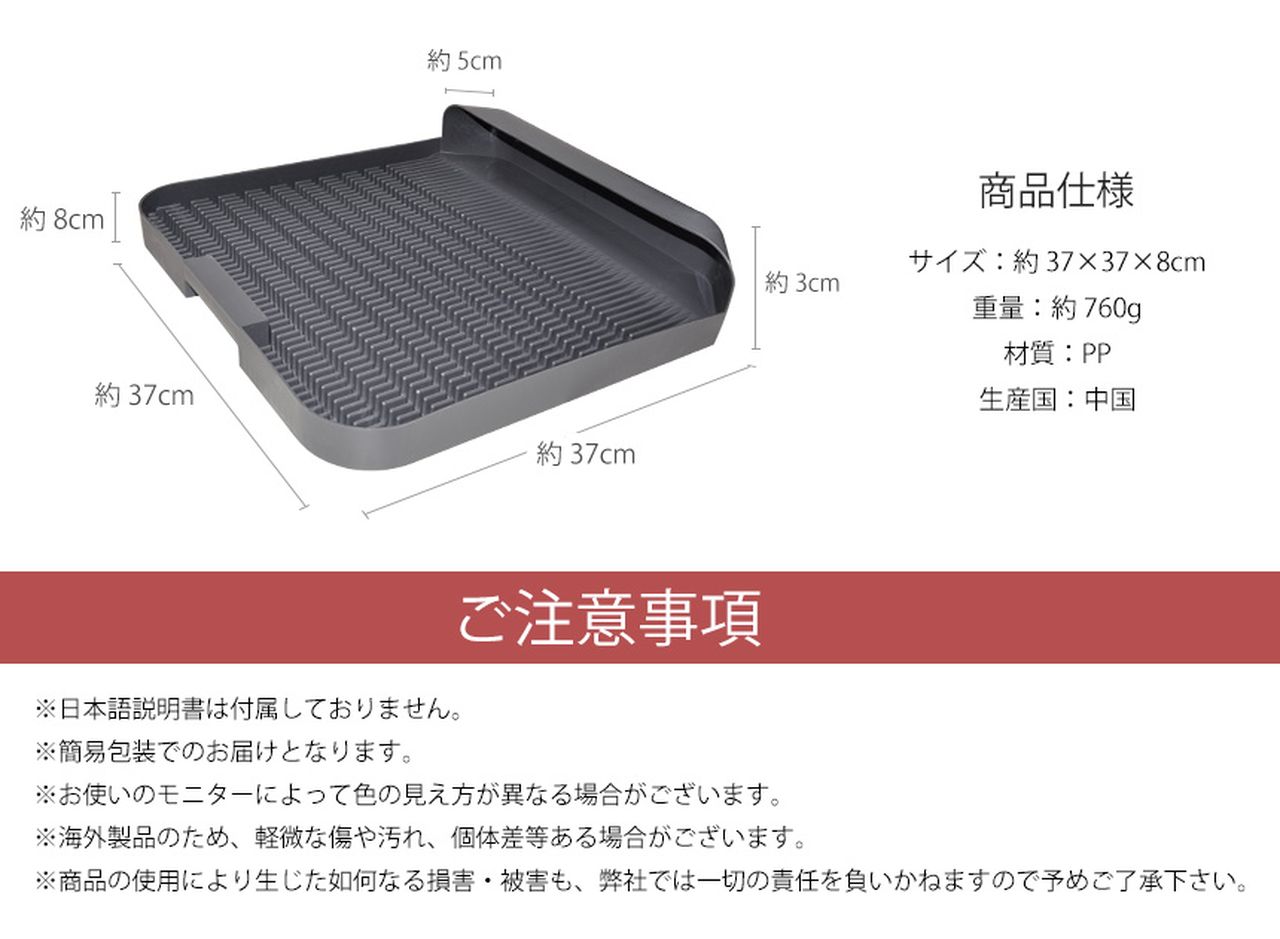 約 5cm
約 8cm
約 3cm
約 37cm
約 37cm
商品仕様
サイズ：約 37×37×8cm
重量：約 760g
材質：PP
生産国：中国
ご注意事項
※日本語説明書は付属しておりません。
※簡易包装でのお届けとなります。
※お使いのモニターによって色の見え方が異なる場合がございます。
※海外製品のため、軽微な傷や汚れ、個体差等ある場合がございます。
※商品の使用により生じた如何なる損害・被害も、弊社では一切の責任を負いかねますので予めご了承下さい。